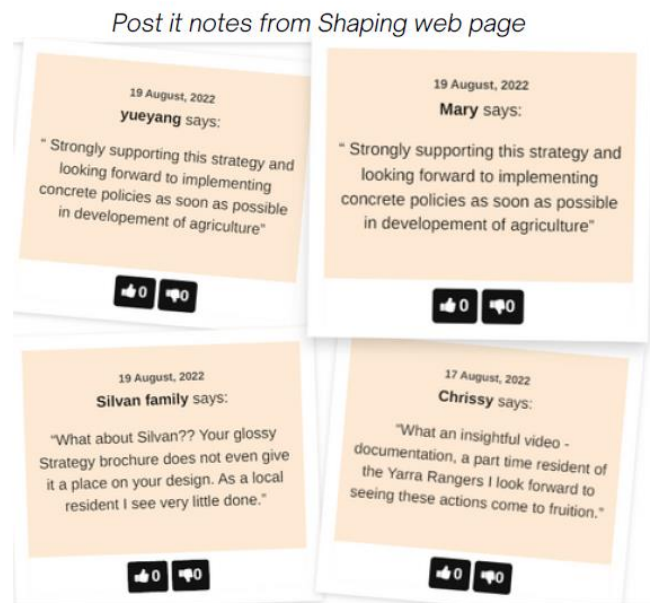 Post it notes from Shaping web page
19 August, 2022
yueyang says:
“ Strongly supporting this strategy and
looking forward to implementing
concrete policies as soon as possible
in developement of agriculture”
0 0
19 August, 2022
Mary says:
“ Strongly supporting this strategy and
looking forward to implementing
concrete policies as soon as possible
in developement of agriculture”
0 0
19 August, 2022
Silvan family says:
“What about Silvan?? Your glossy
Strategy brochure does not even give
it a place on your design. As a local
resident I see very little done.”
0 0
17 August, 2022
Chrissy says:
“What an insightful video -
documentation, a part time resident of
the Yarra Rangers I look forward to
seeing these actions come to fruition.”
0 0